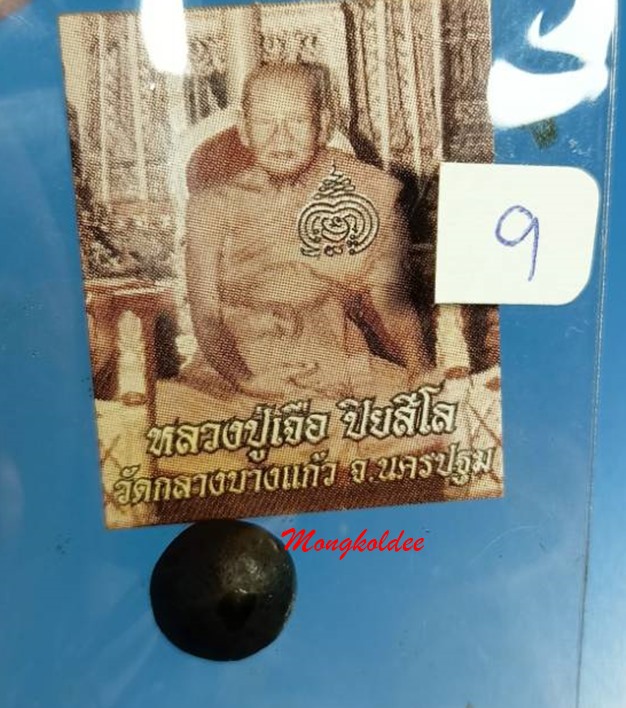 9
หลวงปู่เจือ ปิยสีโล
วัดกลางบางแก้ว จ.นครปฐม
Mongkoldee